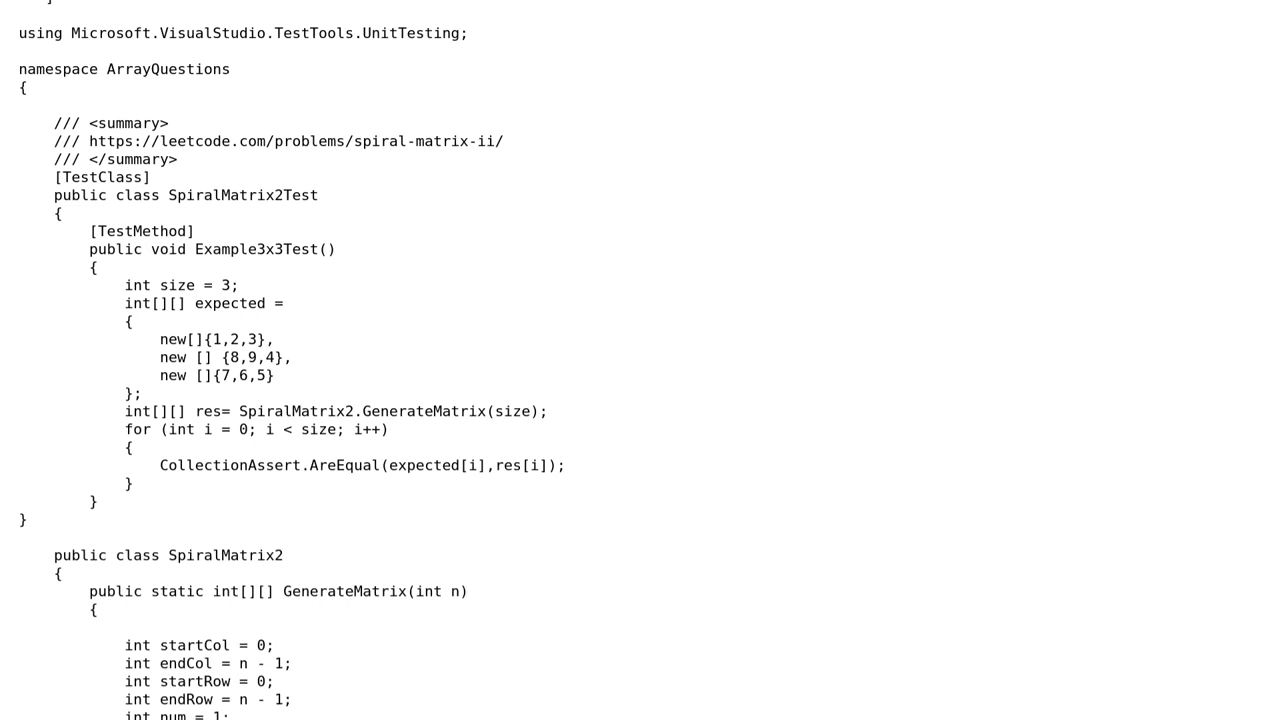 }
using Microsoft.VisualStudio.TestTools.UnitTesting;
namespace ArrayQuestions
{
/// <summary>
/// https://leetcode.com/problems/spiral-matrix-ii/
/// </summary>
[TestClass]
public class SpiralMatrix2Test
{
[TestMethod]
public void Example3x3Test()
{
int size = 3;
int[][] expected =
{
new[]{1,2,3},
new [] {8,9,4},
new []{7,6,5}
};
int[][] res= SpiralMatrix2.GenerateMatrix(size);
for (int i = 0; i < size; i++)
{
CollectionAssert.AreEqual(expected[i],res[i]);
}
}
}
public class SpiralMatrix2
{
public static int[][] GenerateMatrix(int n)
{
int startCol = 0;
int endCol = n - 1;
int startRow = 0;
int endRow = n - 1;
int num = 1;